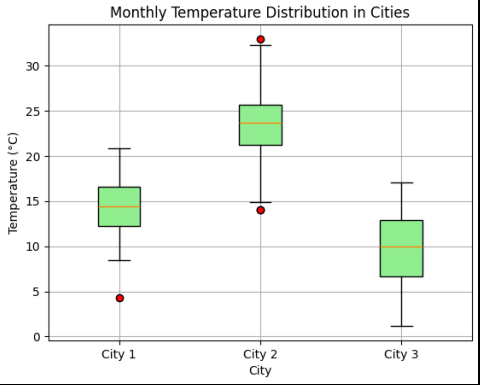 Monthly Temperature Distribution in Cities
Temperature (°C)
30
25
20
15
10
5
0
City 1
City 2
City 3
City